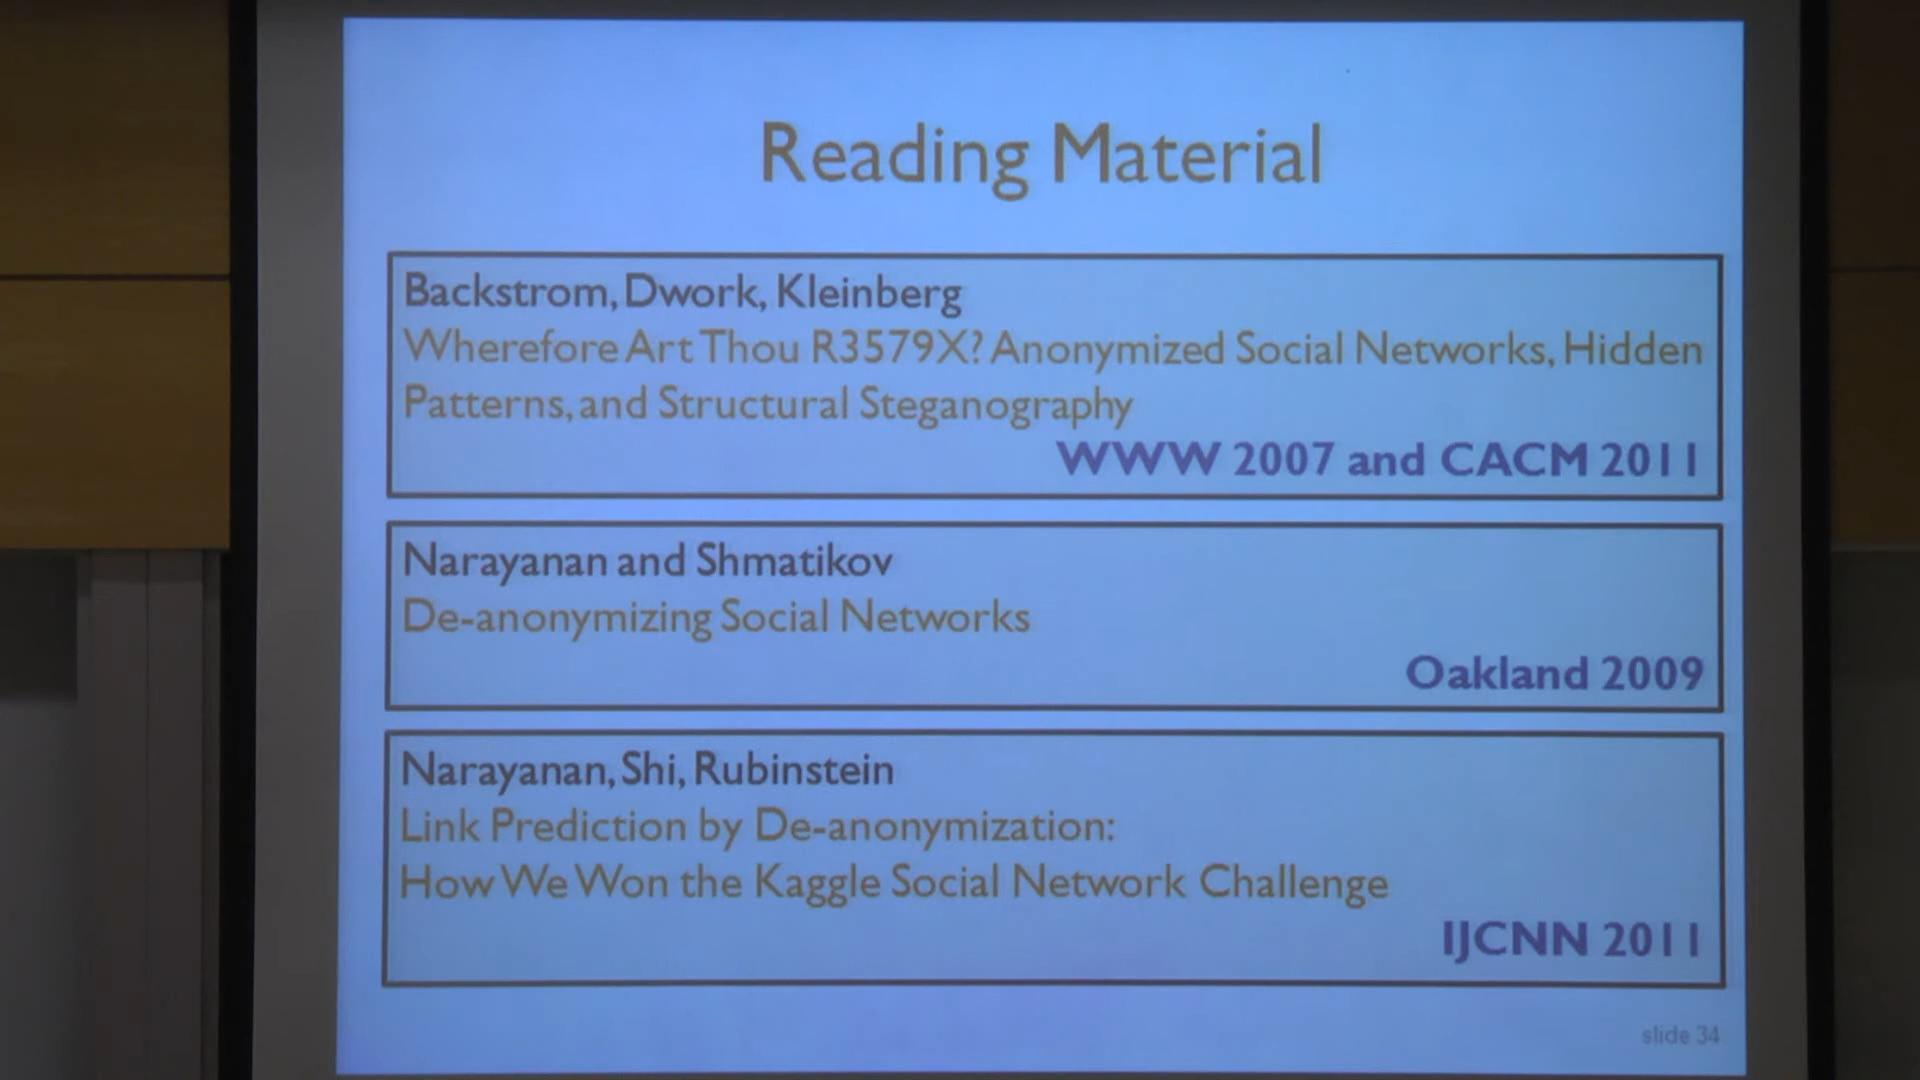 Reading Material
Backstrom, Dwork, Kleinberg
Wherefore Art Thou R3579X? Anonymized Social Networks, Hidden
Patterns, and Structural Steganography
WWW 2007 and CACM 2011
Narayanan and Shmatikov
De-anonymizing Social Networks
Oakland 2009
Narayanan, Shi, Rubinstein
Link Prediction by De-anonymization:
How We Won the Kaggle Social Network Challenge
IJCNN 2011
slide 34